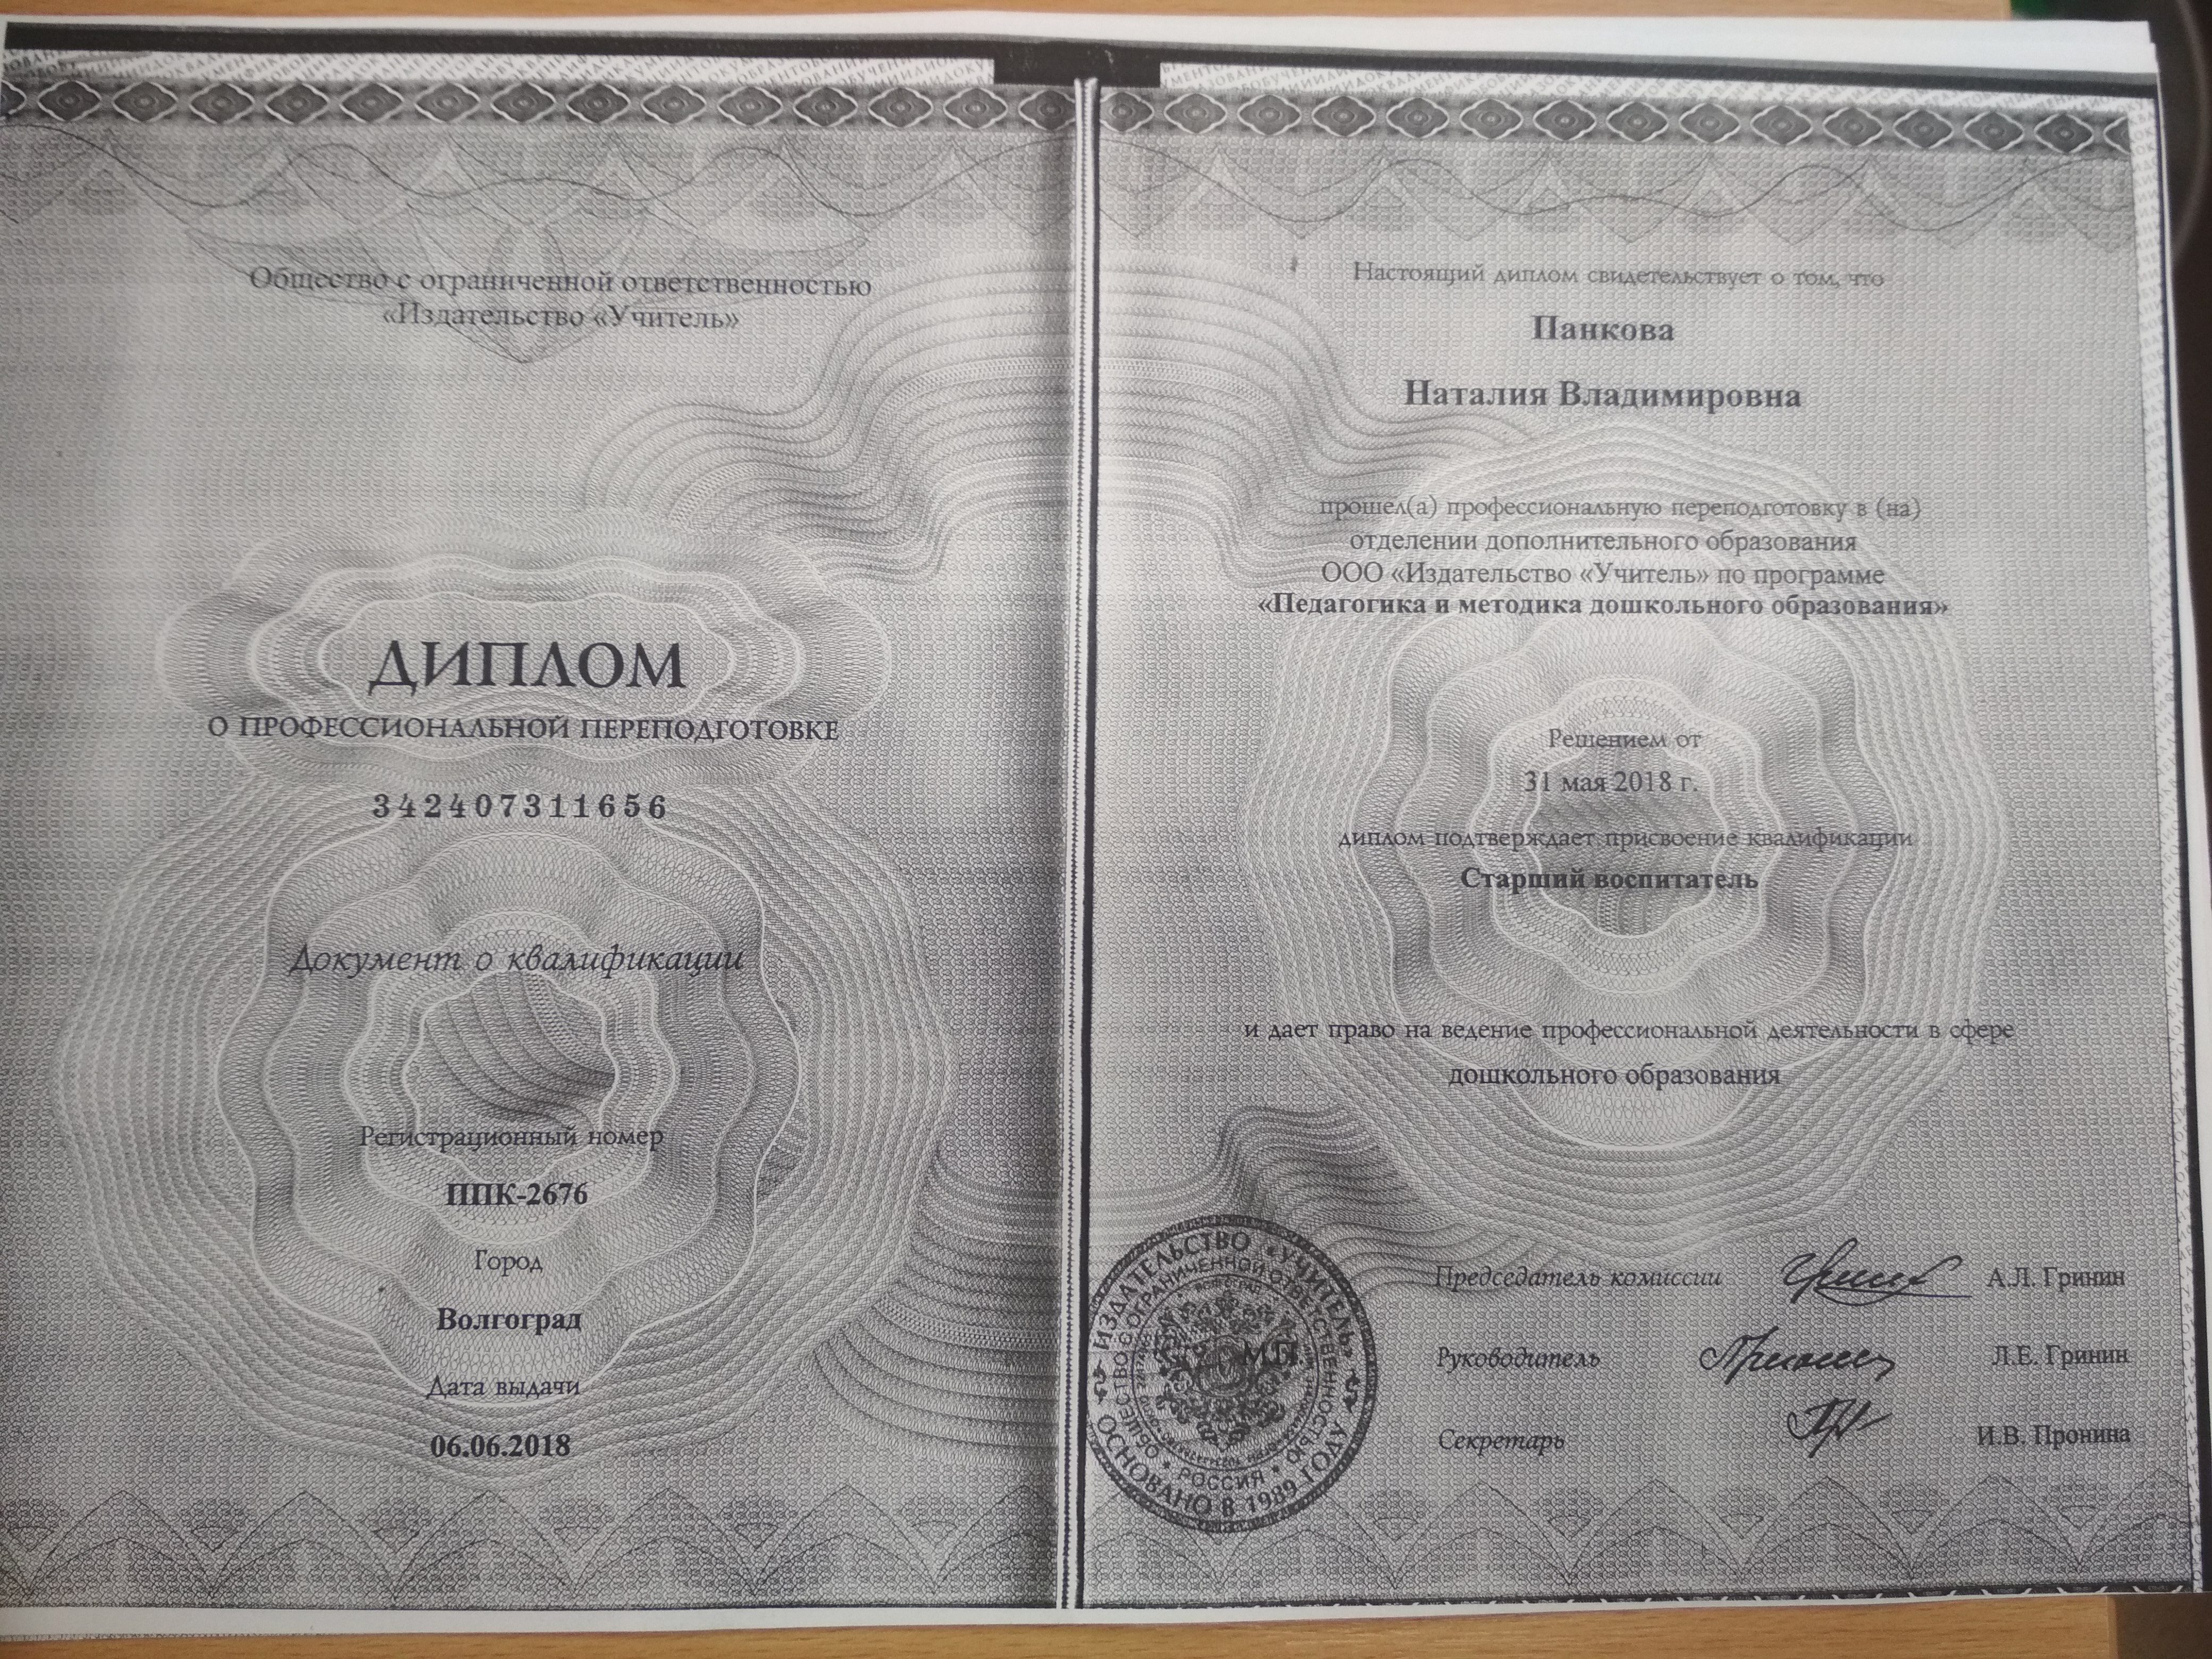 Общество с ограниченной ответственностью
«Издательство «Учитель»
ДИПЛОМ
О ПРОФЕССИОНАЛЬНОЙ ПЕРЕПОДГОТОВКЕ
342407311656
Документ о квалификации
Регистрационный номер
ППК-2676
Город
Волгоград
Дата выдачи
06.06.2018
Настоящий диплом свидетельствует о том, что
Панкова
Наталия Владимировна
прошел(а) профессиональную переподготовку в (на)
отделении дополнительного образования
ООО «Издательство «Учитель» по программе
«Педагогика и методика дошкольного образования»
Решением от
31 мая 2018 г.
диплом подтверждает присвоение квалификации
Старший воспитатель
и дает право на ведение профессиональной деятельности в сфере
дошкольного образования
Председатель комиссии А.Л. Гринин
М.П.
Руководитель Л.Е. Гринин
Секретарь И.В. Пронина
ИЗДАТЕЛЬСТВО «УЧИТЕЛЬ»
ОСНОВАНО В 1989 ГОДУ
ОБЩЕСТВО С ОГРАНИЧЕННОЙ ОТВЕТСТВЕННОСТЬЮ
РОССИЯ